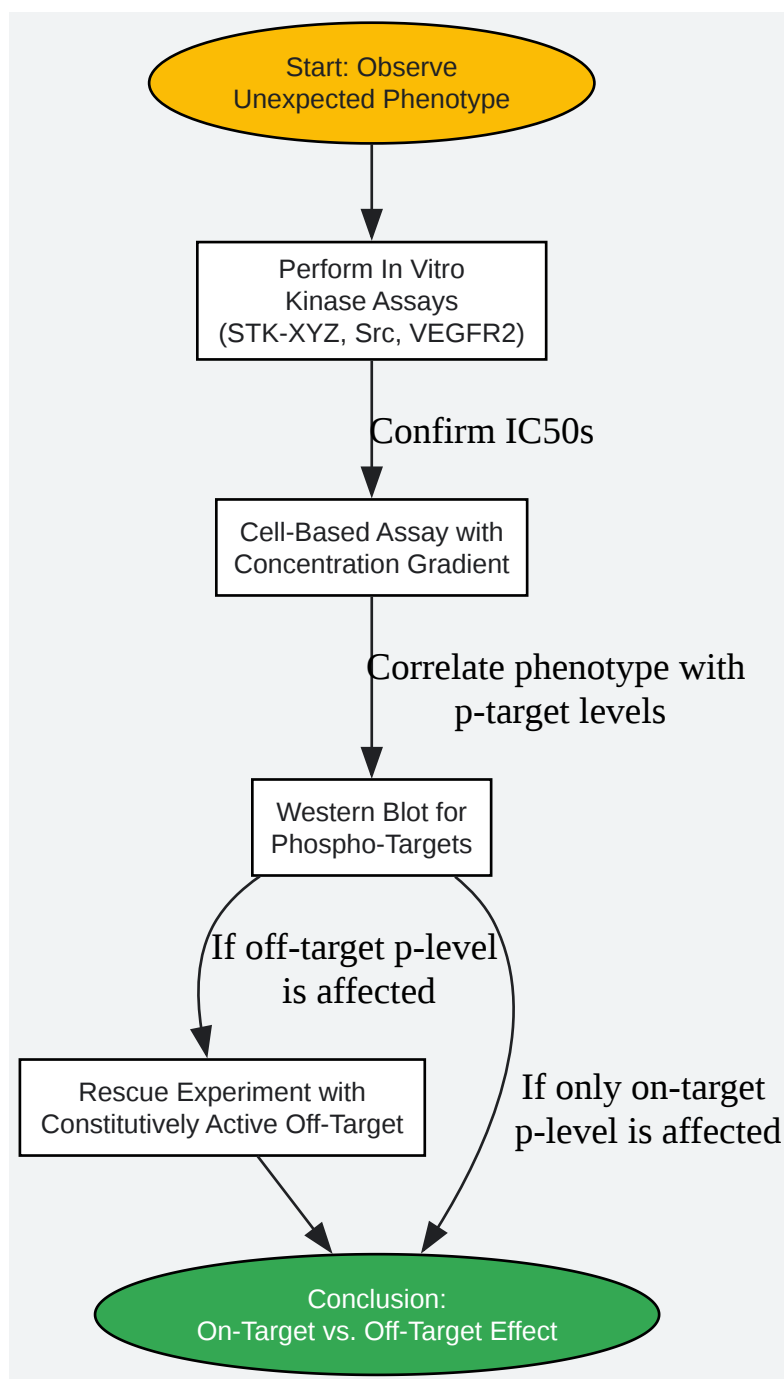 Start: Observe
Unexpected Phenotype
Perform In Vitro
Kinase Assays
(STK-XYZ, Src, VEGFR2)
Confirm IC50s
Cell-Based Assay with
Concentration Gradient
Correlate phenotype with
p-target levels
Western Blot for
Phospho-Targets
If off-target p-level
is affected
Rescue Experiment with
Constitutively Active Off-Target
If only on-target
p-level is affected
Conclusion:
On-Target vs. Off-Target Effect